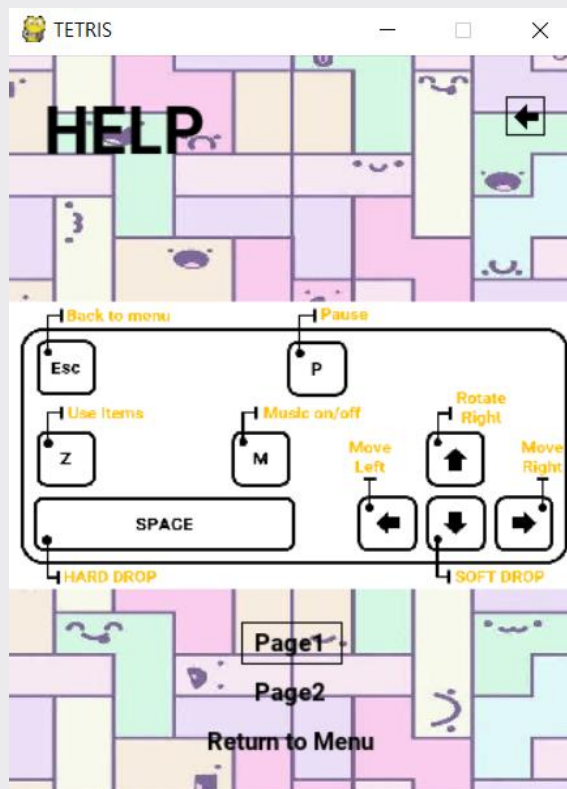 TETRIS
HELP
Back to menu
Pause
Esc
P
Use Items
Music on/off
Rotate
Right
Z
M
Move
Left
Move
Right
SPACE
HARD DROP
SOFT DROP
Page1
Page2
Return to Menu